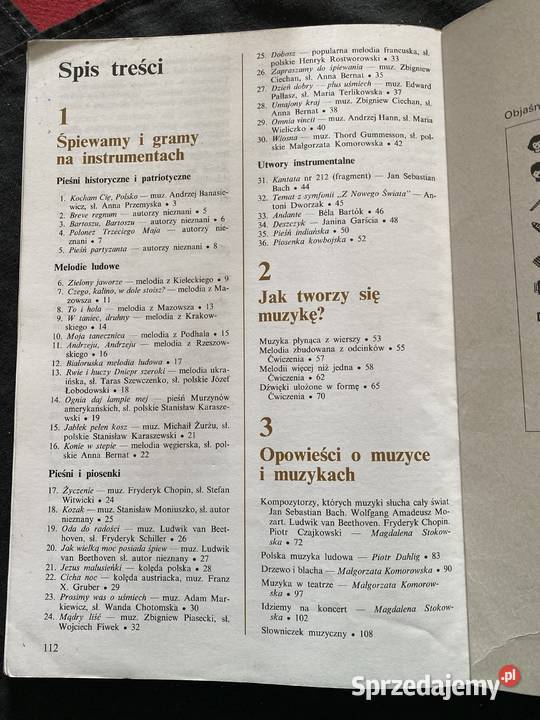 Spis treści
1
Śpiewamy i gramy
na instrumentach
Pieśni historyczne i patriotyczne
1. Kocham Cię, Polsko — muz. Andrzej Banasie-
wicz, sł. Anna Przemyska • 3
2. Breve regnum — autorzy nieznani • 5
3. Bartoszu, Bartoszu — autorzy nieznani • 6
4. Polonez Trzeciego Maja — autorzy nie-
znani • 7
5. Pieśń partyzanta — autorzy nieznani • 8
Melodie ludowe
6. Zielony jaworze — melodia z Kieleckiego • 9
7. Czego, kalino, w dole stoisz? — melodia z Ma-
zowsza • 11
8. To i hola — melodia z Mazowsza • 13
9. W taniec, druhny — melodia z Krakow-
skiego • 14
10. Moja tanecznica — melodia z Podhala • 15
11. Andrzeju, Andrzeju — melodia z Rzeszow-
skiego • 16
12. Białoruska melodia ludowa • 17
13. Rwie i huczy Dniepr szeroki — melodia ukra-
ińska, sł. Taras Szewczenko, sł. polskie Józef
Łobodowski • 18
14. Ognia daj lampie mej — pieśń Murzynów
amerykańskich, sł. polskie Stanisław Karaszew-
ski • 19
15. Jabłek pełen kosz — muz. Michaił Żurżu, sł.
polskie Stanisław Karaszewski • 21
16. Konie w stepie — melodia węgierska, sł. pol-
skie Anna Bernat • 22
Pieśni i piosenki
17. Życzenie — muz. Fryderyk Chopin, sł. Stefan
Witwicki • 24
18. Kozak — muz. Stanisław Moniuszko, sł. autor
nieznany • 25
19. Oda do radości — muz. Ludwik van Beet-
hoven, sł. Fryderyk Schiller • 26
20. Jak wielką moc posiada śpiew — muz. Ludwik
van Beethoven sł. autor nieznany • 27
21. Jezus malusieńki — kolęda polska • 28
22. Cicha noc — kolęda austriacka, muz. Franz
X. Gruber • 29
23. Prosimy was o uśmiech — muz. Adam Mar-
kiewicz, sł. Wanda Chotomska • 30
24. Mądry liść — muz. Zbigniew Piasecki, sł.
Wojciech Fiwek • 32
112
25. Dobosz — popularna melodia francuska, sł.
polskie Henryk Rostworowski • 33
26. Zapraszamy do śpiewania — muz. Zbigniew
Ciechan, sł. Anna Bernat • 35
27. Dzień dobry — plus uśmiech — muz. Edward
Pałłasz, sł. Maria Terlikowska • 37
28. Umajony kraj — muz. Zbigniew Ciechan, sł.
Anna Bernat • 38
29. Omnia vincit — muz. Andrzej Hann, sł. Maria
Wieliczko • 40
30. Wiosna — muz. Thord Gummesson, sł. pol-
skie Małgorzata Komorowska • 42
Utwory instrumentalne
31. Kantata nr 212 (fragment) — Jan Sebastian
Bach • 44
32. Temat z symfonii „Z Nowego Świata” — An-
toni Dworzak • 45
33. Andante — Béla Bartók • 46
34. Deszczyk — Janina Garścia • 48
35. Pieśń indiańska • 50
36. Piosenka kowbojska • 52
2
Jak tworzy się
muzykę?
Muzyka płynąca z wierszy • 53
Melodia zbudowana z odcinków • 55
Ćwiczenia • 57
Melodii więcej niż jedna • 58
Ćwiczenia • 62
Dźwięki ułożone w formę • 65
Ćwiczenia • 70
3
Opowieści o muzyce
i muzykach
Kompozytorzy, których muzyki słucha cały świat
Jan Sebastian Bach. Wolfgang Amadeusz Mo-
zart. Ludwik van Beethoven. Fryderyk Chopin.
Piotr Czajkowski — Magdalena Stokow-
ska • 72
Polska muzyka ludowa — Piotr Dahlig • 83
Drzewo i blacha — Małgorzata Komorowska • 90
Muzyka w teatrze — Małgorzata Komorow-
ska • 97
Idziemy na koncert — Magdalena Stokow-
ska • 102
Słowniczek muzyczny • 108
Objaśn
Sprzedajemy.pl